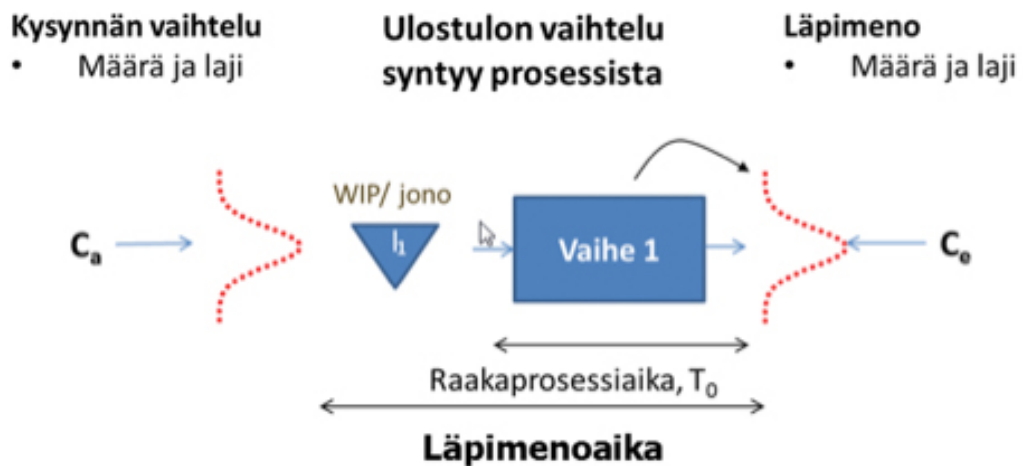 Kysynnän vaihtelu
• Määrä ja laji
Ulostulon vaihtelu
syntyy prosessista
Läpimeno
• Määrä ja laji
WIP/ jono
Ca
I1
Vaihe 1
Ce
Raakaprosessiaika, T0
Läpimenoaika